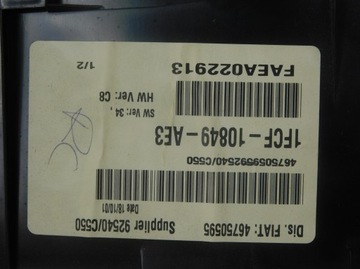 Dis. FIAT: 46750595
Supplier 92540/C550
Date 18/10/01
46750595592540/C550
1FCF-10849-AE3
SW Ver: 34,
HW Ver: C8
FAEA022913
1/2